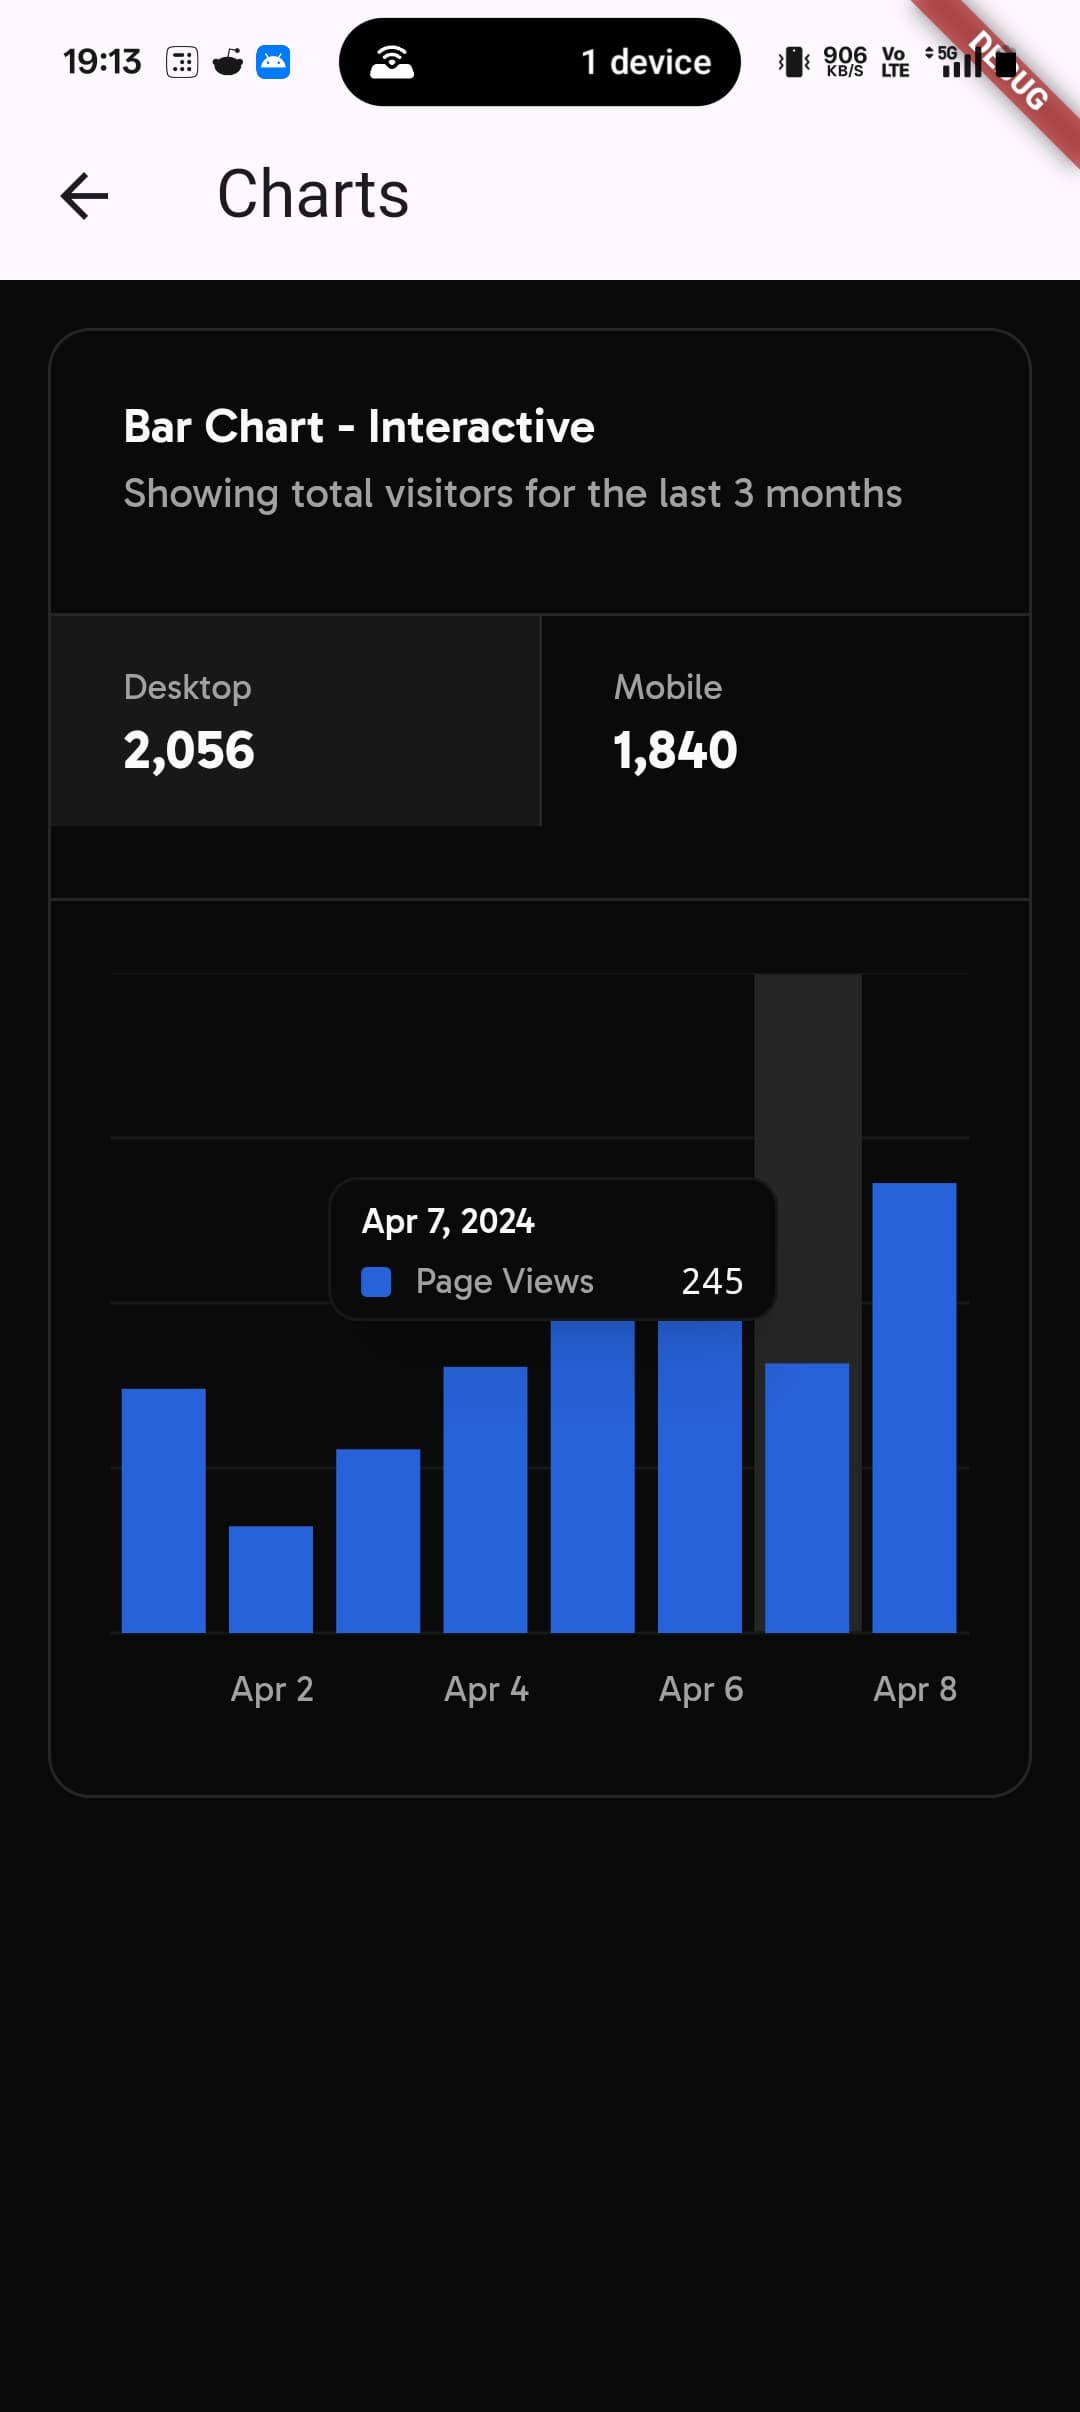 19:13
1 device
906 KB/S
Vo LTE
5G
DEBUG
Charts
Bar Chart - Interactive
Showing total visitors for the last 3 months
Desktop
Mobile
2,056
1,840
Apr 7, 2024
Page Views 245
Apr 2 Apr 4 Apr 6 Apr 8